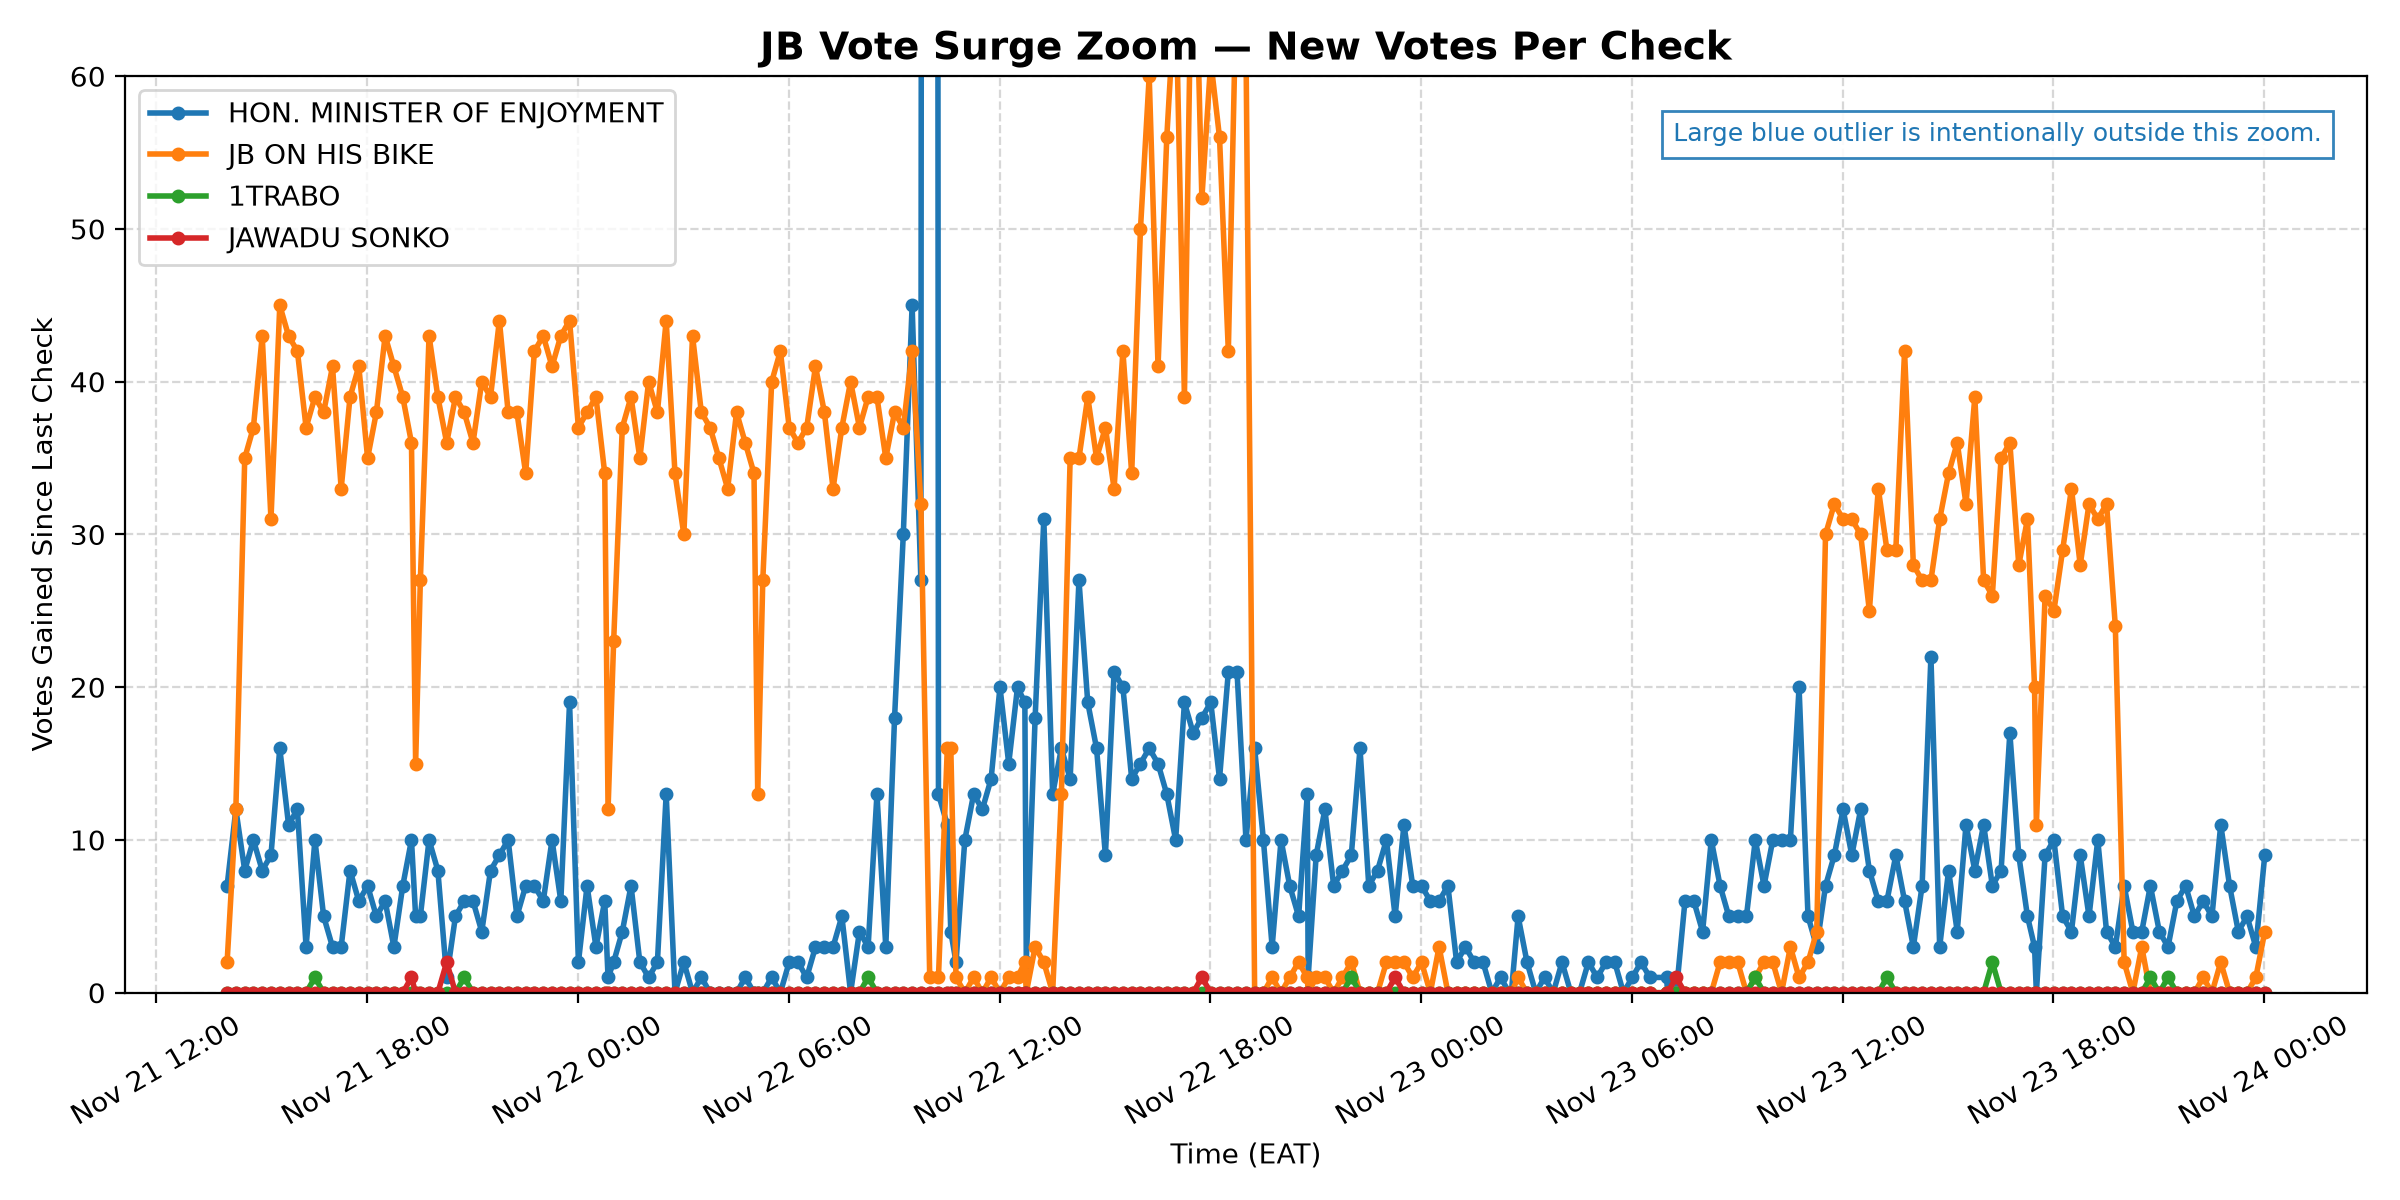 JB Vote Surge Zoom — New Votes Per Check
60
50
40
30
20
10
0
Votes Gained Since Last Check
HON. MINISTER OF ENJOYMENT
JB ON HIS BIKE
1TRABO
JAWADU SONKO
Large blue outlier is intentionally outside this zoom.
Nov 21 12:00
Nov 21 18:00
Nov 22 00:00
Nov 22 06:00
Nov 22 12:00
Nov 22 18:00
Nov 23 00:00
Nov 23 06:00
Nov 23 12:00
Nov 23 18:00
Nov 24 00:00
Time (EAT)